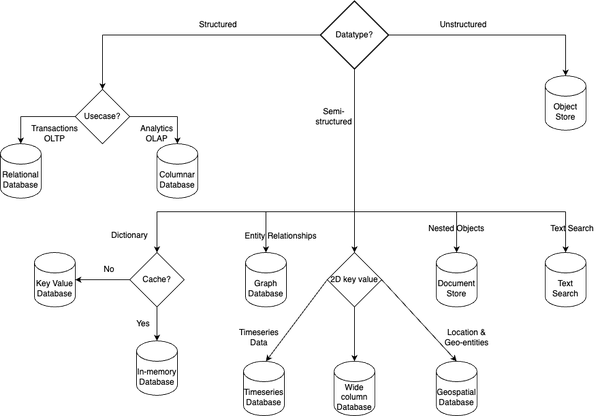 Structured
Datatype?
Unstructured
Usecase?
Object
Store
Semi-
structured
Transactions
OLTP
Analytics
OLAP
Relational
Database
Columnar
Database
Dictionary
Entity Relationships
Nested Objects
Text Search
No
Key Value
Database
Cache?
Graph
Database
2D key value
Document
Store
Text
Search
Yes
Timeseries
Data
Location &
Geo-entities
In-memory
Database
Timeseries
Database
Wide
column
Database
Geospatial
Database